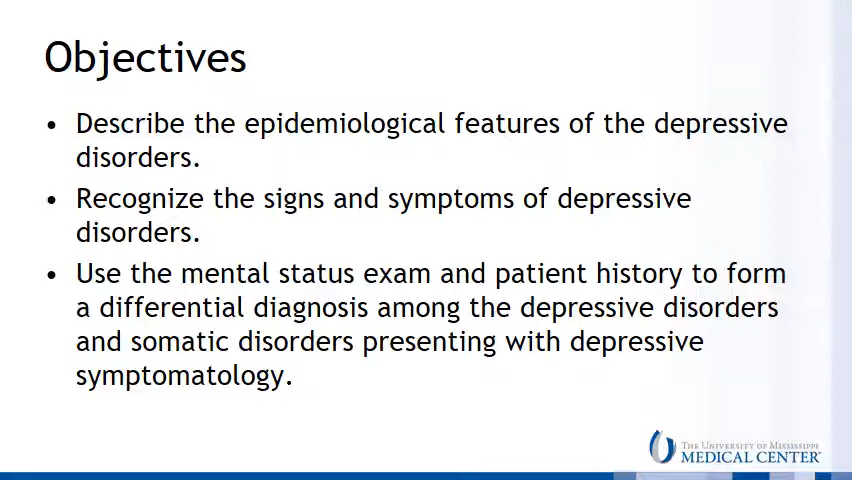 Objectives
• Describe the epidemiological features of the depressive
disorders.
• Recognize the signs and symptoms of depressive
disorders.
• Use the mental status exam and patient history to form
a differential diagnosis among the depressive disorders
and somatic disorders presenting with depressive
symptomatology.
THE UNIVERSITY OF MISSISSIPPI
MEDICAL CENTER